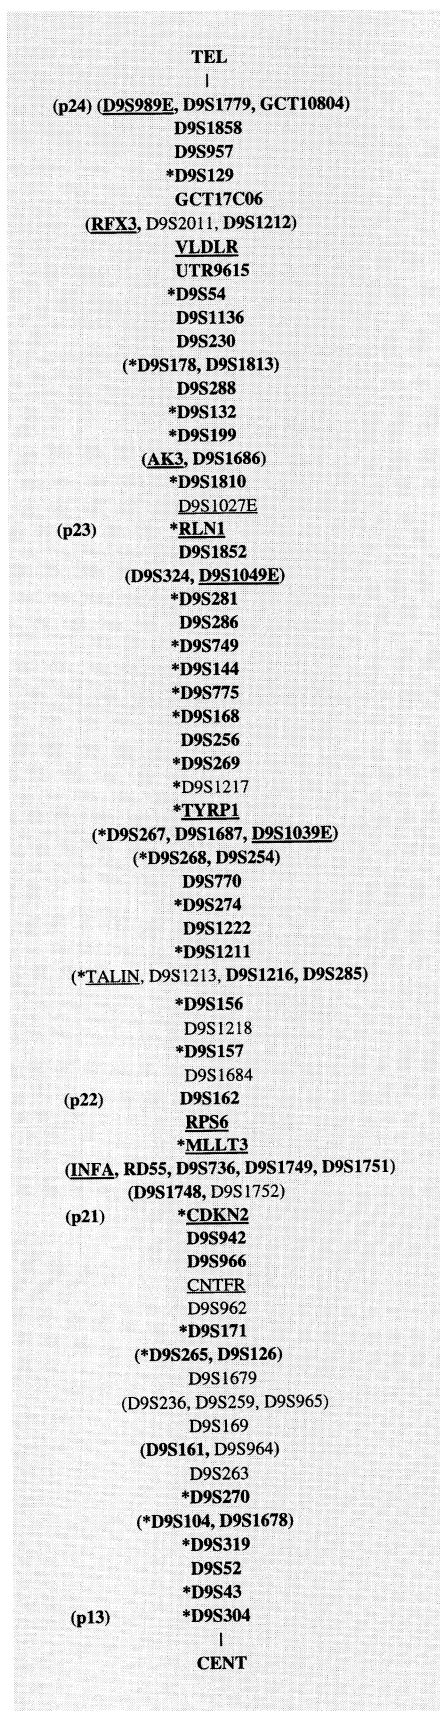 TEL
|
(p24) (D9S989E, D9S1779, GCT10804)
D9S1858
D9S957
*D9S129
GCT17C06
(RFX3, D9S2011, D9S1212)
VLDLR
UTR9615
*D9S54
D9S1136
D9S230
(*D9S178, D9S1813)
D9S288
*D9S132
*D9S199
(AK3, D9S1686)
*D9S1810
D9S1027E
(p23) *RLN1
D9S1852
(D9S324, D9S1049E)
*D9S281
D9S286
*D9S749
*D9S144
*D9S775
*D9S168
D9S256
*D9S269
*D9S1217
*TYRP1
(*D9S267, D9S1687, D9S1039E)
(*D9S268, D9S254)
D9S770
*D9S274
D9S1222
*D9S1211
(*TALIN, D9S1213, D9S1216, D9S285)
*D9S156
D9S1218
*D9S157
D9S1684
(p22) D9S162
RPS6
*MLLT3
(INFA, RD55, D9S736, D9S1749, D9S1751)
(D9S1748, D9S1752)
(p21) *CDKN2
D9S942
D9S966
CNTFR
D9S962
*D9S171
(*D9S265, D9S126)
D9S1679
(D9S236, D9S259, D9S965)
D9S169
(D9S161, D9S964)
D9S263
*D9S270
(*D9S104, D9S1678)
*D9S319
D9S52
*D9S43
(p13) *D9S304
|
CENT